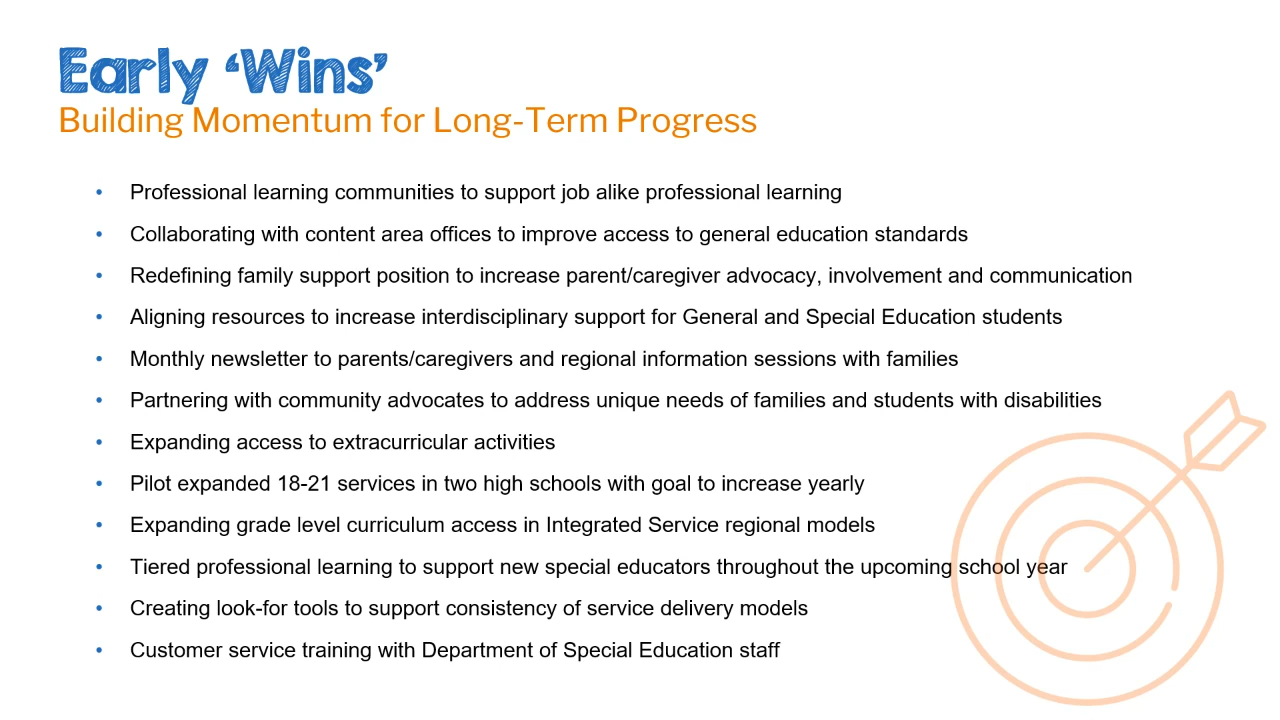 Early ‘Wins’
Building Momentum for Long-Term Progress
• Professional learning communities to support job alike professional learning
• Collaborating with content area offices to improve access to general education standards
• Redefining family support position to increase parent/caregiver advocacy, involvement and communication
• Aligning resources to increase interdisciplinary support for General and Special Education students
• Monthly newsletter to parents/caregivers and regional information sessions with families
• Partnering with community advocates to address unique needs of families and students with disabilities
• Expanding access to extracurricular activities
• Pilot expanded 18-21 services in two high schools with goal to increase yearly
• Expanding grade level curriculum access in Integrated Service regional models
• Tiered professional learning to support new special educators throughout the upcoming school year
• Creating look-for tools to support consistency of service delivery models
• Customer service training with Department of Special Education staff